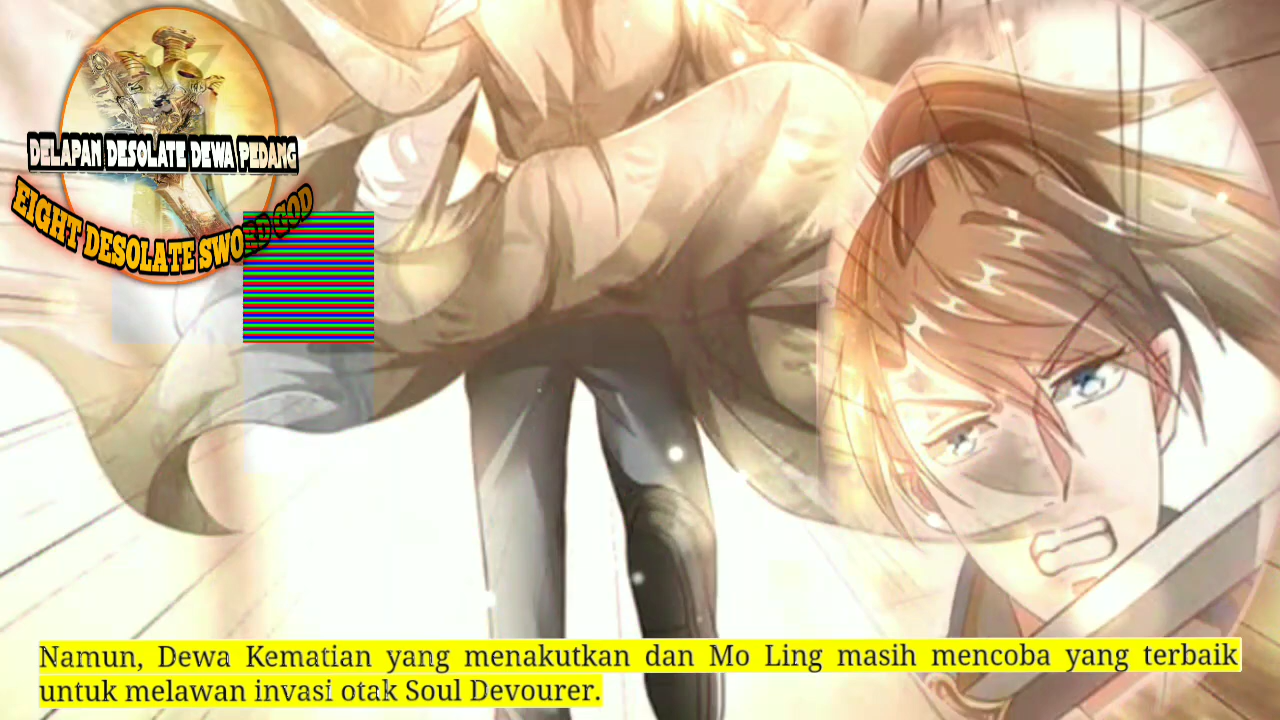 DELAPAN DESOLATE DEWA PEDANG
EIGHT DESOLATE SWORD GOD
Namun, Dewa Kematian yang menakutkan dan Mo Ling masih mencoba yang terbaik
untuk melawan invasi otak Soul Devourer.